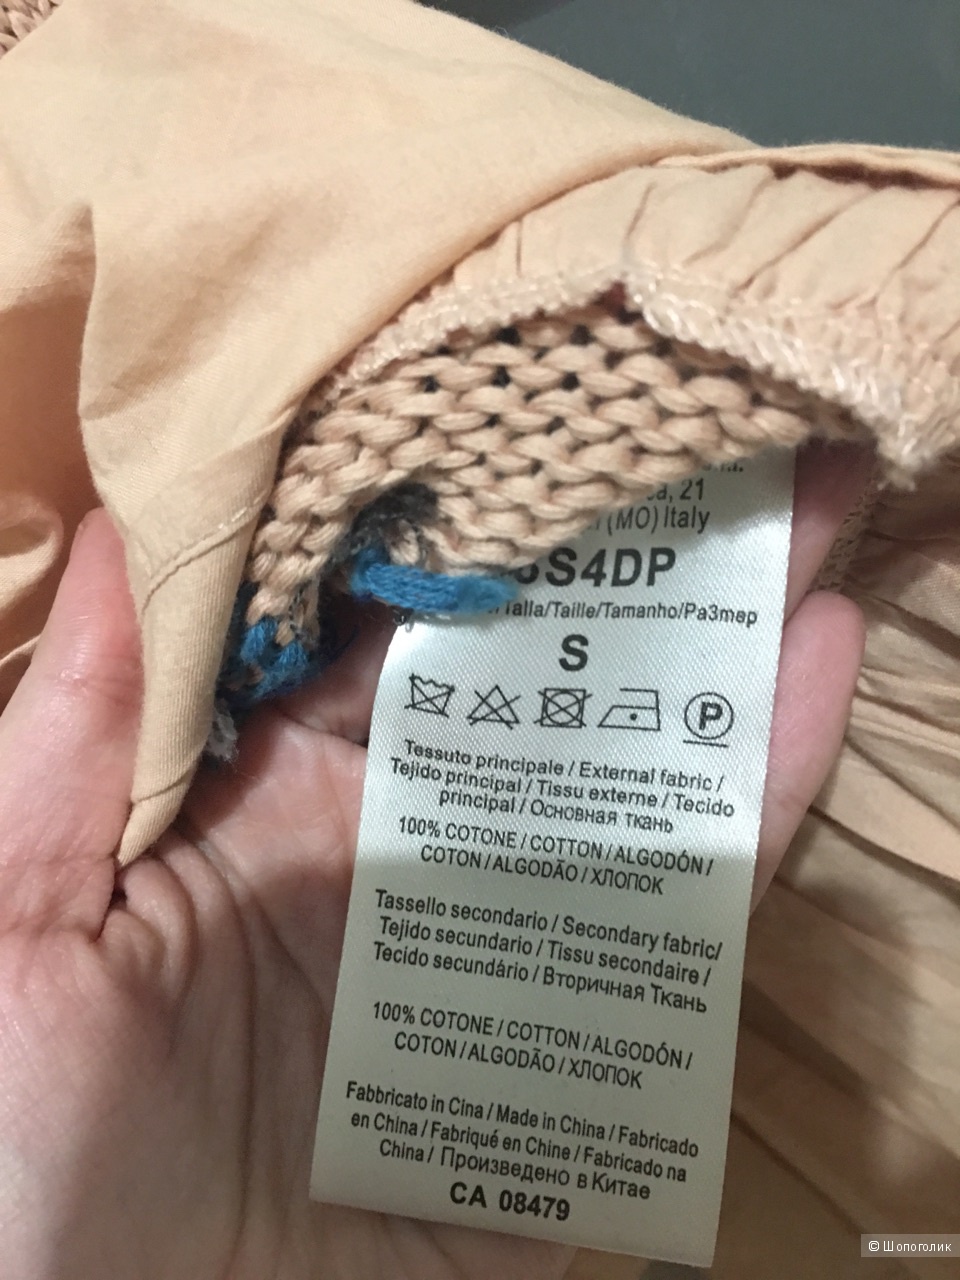 21
(MO) Italy
S4DP
/Taille/Tamanho/Pa3мep
S
P
Tessuto principale / External fabric /
Tejido principal / Tissu externe / Tecido
principal / Основная ткань
100% COTONE / COTTON / ALGODÓN /
COTON / ALGODÃO / ХЛОПОК
Tassello secondario / Secondary fabric/
Tejido secundario / Tissu secondaire /
Tecido secundário / Вторичная Ткань
100% COTONE / COTTON / ALGODÓN /
COTON / ALGODÃO / ХЛОПОК
Fabbricato in Cina / Made in China / Fabricado
en China / Fabriqué en Chine / Fabricado na
China / Произведено в Китае
CA 08479
© Шопоголик